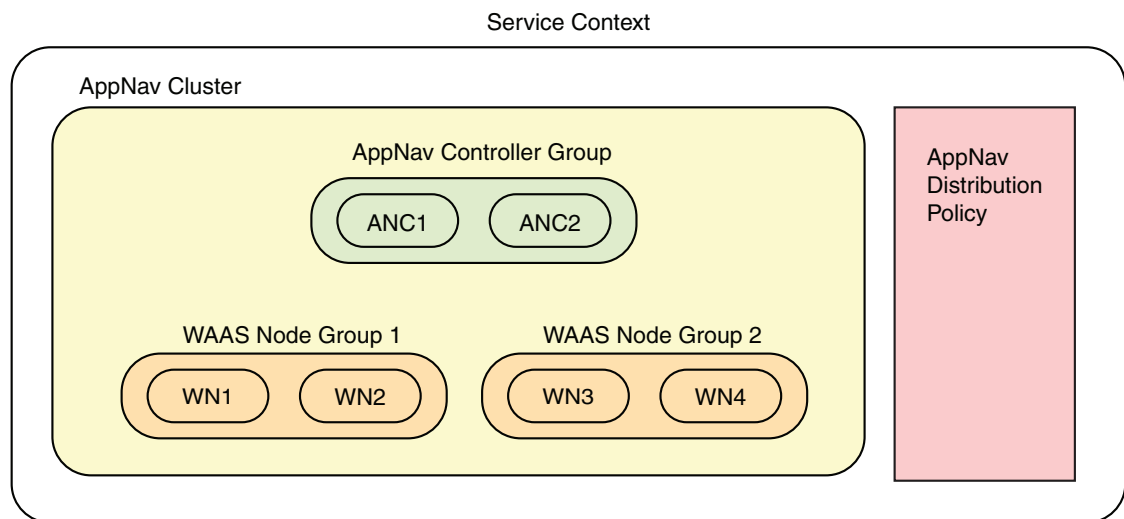 Service Context
AppNav Cluster
AppNav Controller Group
ANC1
ANC2
WAAS Node Group 1
WN1
WN2
WAAS Node Group 2
WN3
WN4
AppNav
Distribution
Policy